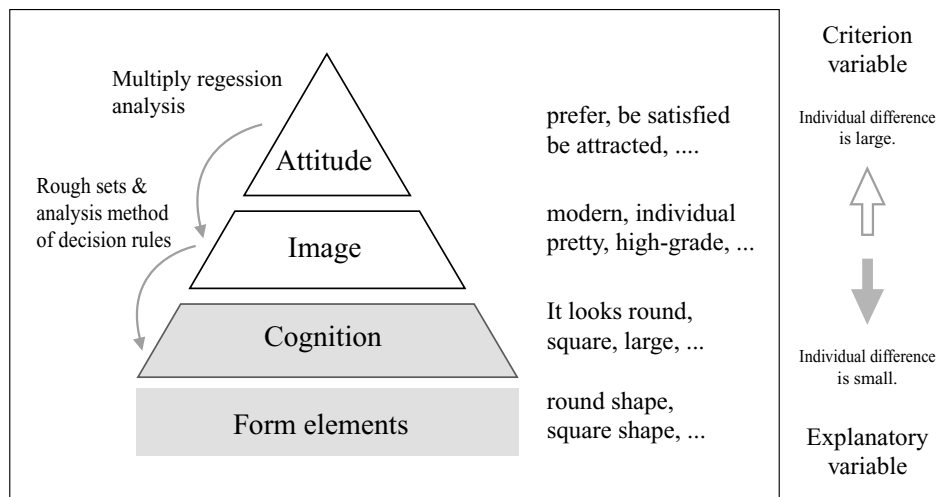 Multiply regression
analysis
Attitude
prefer, be satisfied
be attracted, ....
Rough sets &
analysis method
of decision rules
Image
modern, individual
pretty, high-grade, ...
Cognition
It looks round,
square, large, ...
Form elements
round shape,
square shape, ...
Criterion
variable
Individual difference
is large.
Individual difference
is small.
Explanatory
variable